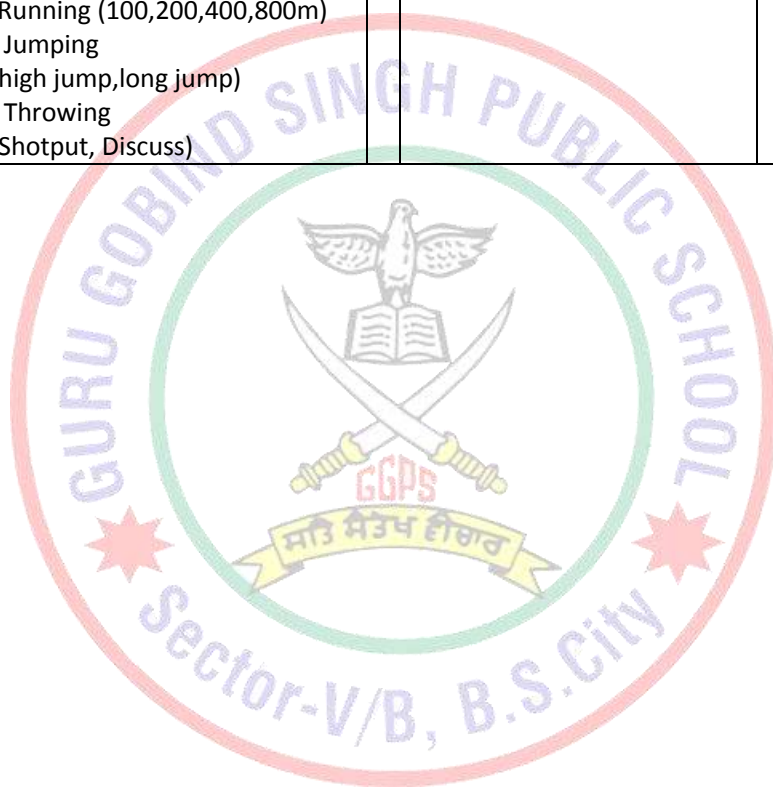 Running (100,200,400,800m)
Jumping
high jump,long jump)
Throwing
Shotput, Discuss)
GURU GOBIND SINGH PUBLIC SCHOOL
GGPS
ਸਤਿ ਸੰਤੋਖ ਵੀਚਾਰ
Sector-V/B, B.S.City